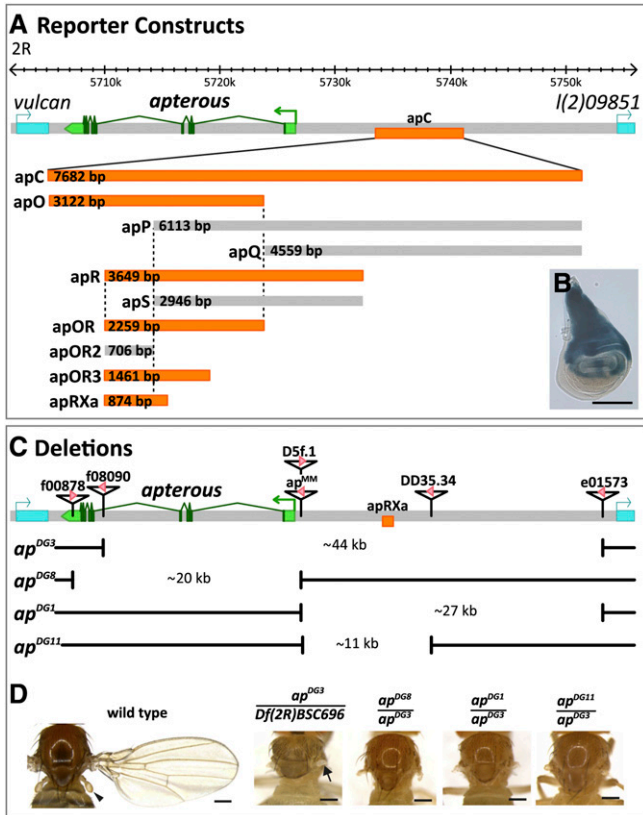 A Reporter Constructs
2R
5710k 5720k 5730k 5740k 5750k
vulcan apterous apC l(2)09851
apC 7682 bp
apO 3122 bp
apP 6113 bp
apQ 4559 bp
apR 3649 bp
apS 2946 bp
apOR 2259 bp
apOR2 706 bp
apOR3 1461 bp
apRXa 874 bp
B
C Deletions
D5f.1
f00878 f08090 apterous apMM DD35.34 e01573
apRXa
apDG3 ~44 kb
apDG8 ~20 kb
apDG1 ~27 kb
apDG11 ~11 kb
D
wild type
apDG3 apDG8 apDG1 apDG11
Df(2R)BSC696 apDG3 apDG3 apDG3